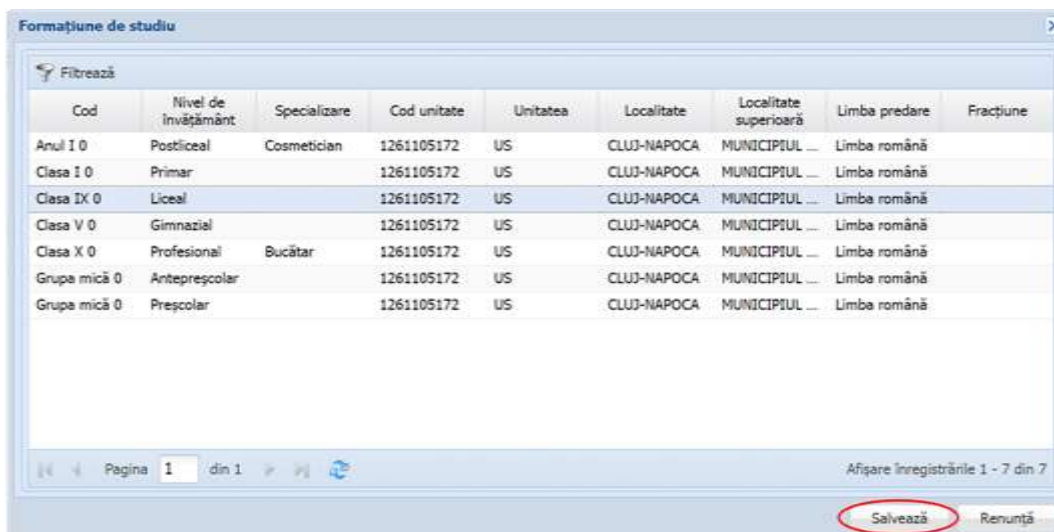 Formațiune de studiu
Filtrează
Cod Nivel de învățământ Specializare Cod unitate Unitatea Localitate Localitate superioară Limba predare Fracțiune
Anul I 0 Postliceal Cosmetician 1261105172 US CLUJ-NAPOCA MUNICIPIUL ... Limba română
Clasa I 0 Primar 1261105172 US CLUJ-NAPOCA MUNICIPIUL ... Limba română
Clasa IX 0 Liceal 1261105172 US CLUJ-NAPOCA MUNICIPIUL ... Limba română
Clasa V 0 Gimnazial 1261105172 US CLUJ-NAPOCA MUNICIPIUL ... Limba română
Clasa X 0 Profesional Bucătar 1261105172 US CLUJ-NAPOCA MUNICIPIUL ... Limba română
Grupa mică 0 Antepreșcolar 1261105172 US CLUJ-NAPOCA MUNICIPIUL ... Limba română
Grupa mică 0 Preșcolar 1261105172 US CLUJ-NAPOCA MUNICIPIUL ... Limba română
Pagina 1 din 1 Afișare înregistrările 1 - 7 din 7
Salvează Renunță